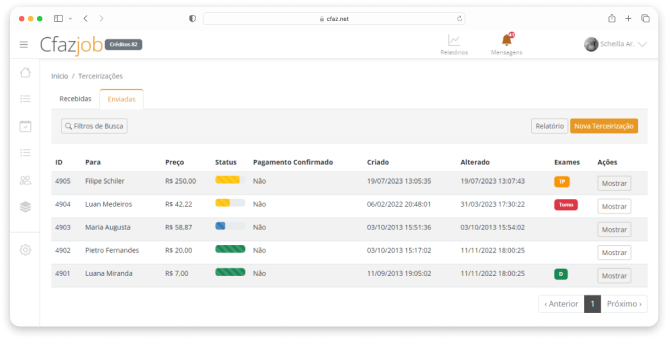 cfaz.net
Cfazjob Créditos 82
Relatórios
Mensagens
Scheilla Ar.
Início / Terceirizações
Recebidas
Enviadas
Filtros de Busca
Relatório
Nova Terceirização
ID Para Preço Status Pagamento Confirmado Criado Alterado Exames Ações
4905 Filipe Schiler R$ 250,00 Não 19/07/2023 13:05:35 19/07/2023 13:07:43 TP Mostrar
4904 Luan Medeiros R$ 42,22 Não 06/02/2022 20:48:01 31/03/2023 17:30:22 Tomo Mostrar
4903 Maria Augusta R$ 58,87 Não 03/10/2013 15:51:36 03/10/2013 15:54:02 Mostrar
4902 Pietro Fernandes R$ 20,00 Não 03/10/2013 15:17:02 11/11/2022 18:00:25 Mostrar
4901 Luana Miranda R$ 7,00 Não 11/09/2013 19:05:02 11/11/2022 18:00:25 D Mostrar
‹ Anterior 1 Próximo ›